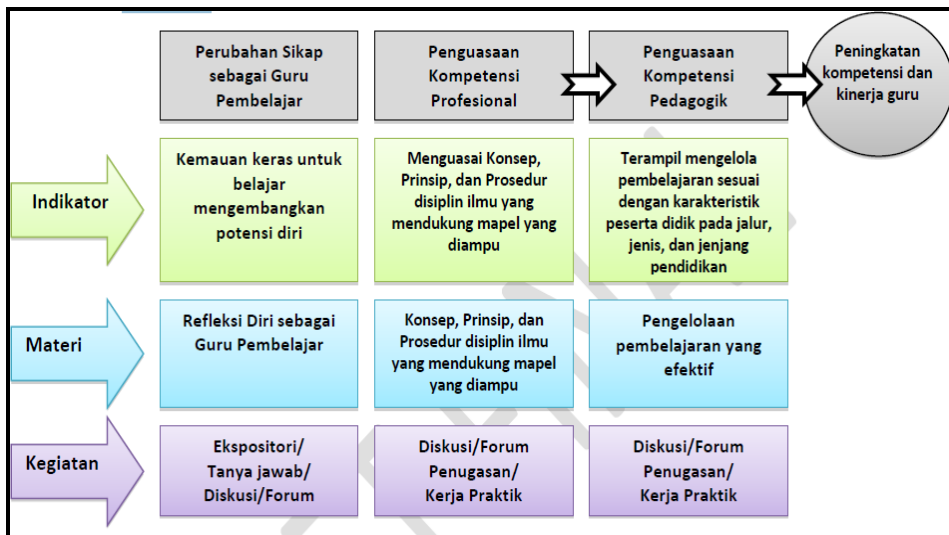 Perubahan Sikap
sebagai Guru
Pembelajar
Penguasaan
Kompetensi
Profesional
Penguasaan
Kompetensi
Pedagogik
Peningkatan
kompetensi dan
kinerja guru
Indikator
Kemauan keras untuk
belajar
mengembangkan
potensi diri
Menguasai Konsep,
Prinsip, dan Prosedur
disiplin ilmu yang
mendukung mapel yang
diampu
Terampil mengelola
pembelajaran sesuai
dengan karakteristik
peserta didik pada jalur,
jenis, dan jenjang
pendidikan
Materi
Refleksi Diri sebagai
Guru Pembelajar
Konsep, Prinsip, dan
Prosedur disiplin ilmu
yang mendukung mapel
yang diampu
Pengelolaan
pembelajaran yang
efektif
Kegiatan
Ekspositori/
Tanya jawab/
Diskusi/Forum
Diskusi/Forum
Penugasan/
Kerja Praktik
Diskusi/Forum
Penugasan/
Kerja Praktik